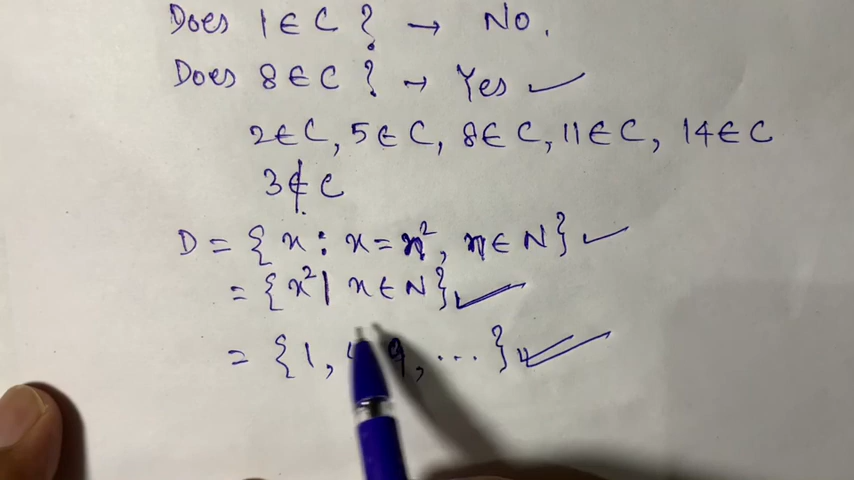 Does 1 ∈ C ? → No.
Does 8 ∈ C ? → Yes ✓
2 ∈ C, 5 ∈ C, 8 ∈ C, 11 ∈ C, 14 ∈ C
3 ∉ C
D = { x : x = n², n ∈ N } ✓
= { x² | x ∈ N } ✓
= { 1, 9, ... } ✓